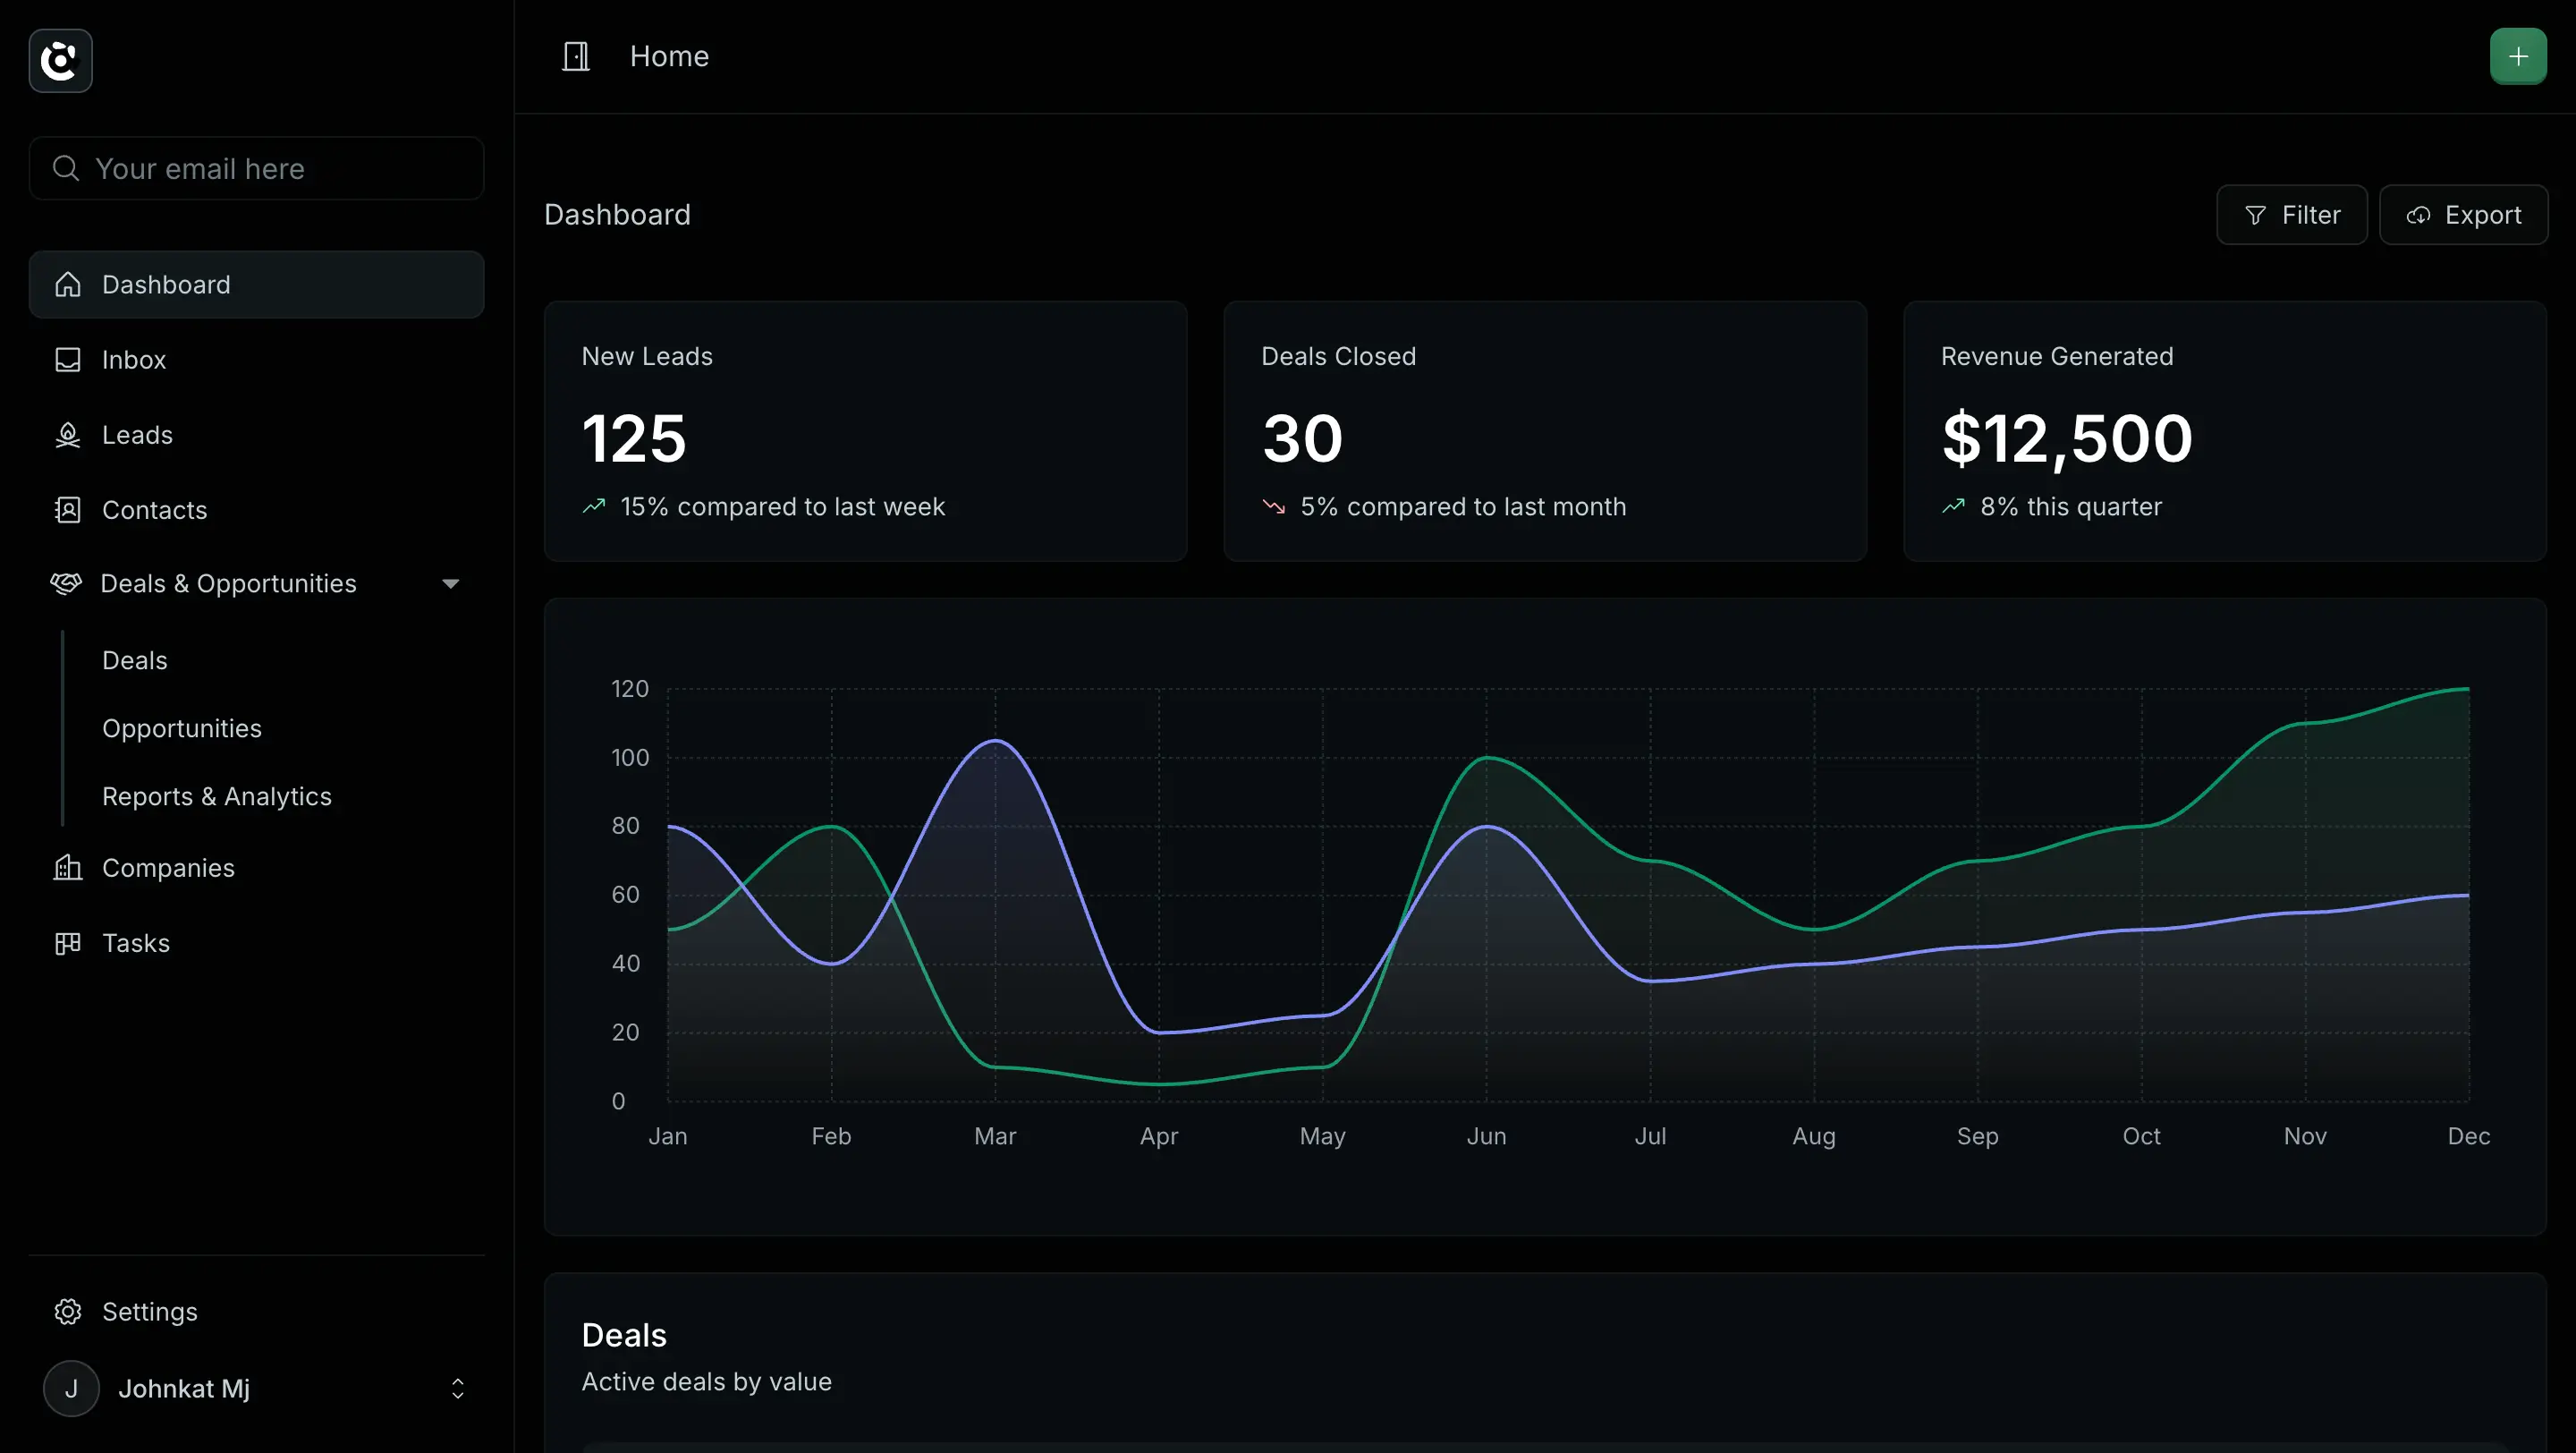 Your email here
Dashboard
Inbox
Leads
Contacts
Deals & Opportunities
Deals
Opportunities
Reports & Analytics
Companies
Tasks
Settings
J
Johnkat Mj
Home
Dashboard
Filter
Export
New Leads
125
15% compared to last week
Deals Closed
30
5% compared to last month
Revenue Generated
$12,500
8% this quarter
120
100
80
60
40
20
0
Jan Feb Mar Apr May Jun Jul Aug Sep Oct Nov Dec
Deals
Active deals by value